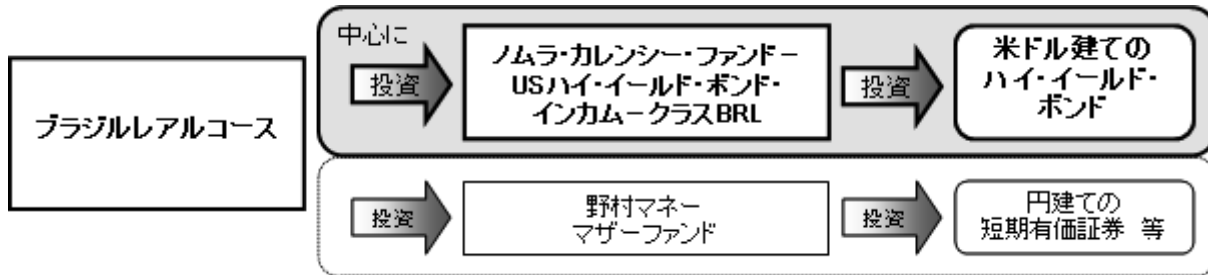 ブラジルレアルコース
中心に
投資
ノムラ・カレンシー・ファンド－
USハイ・イールド・ボンド・
インカム－クラスBRL
投資
米ドル建ての
ハイ・イールド・
ボンド
投資
野村マネー
マザーファンド
投資
円建ての
短期有価証券 等